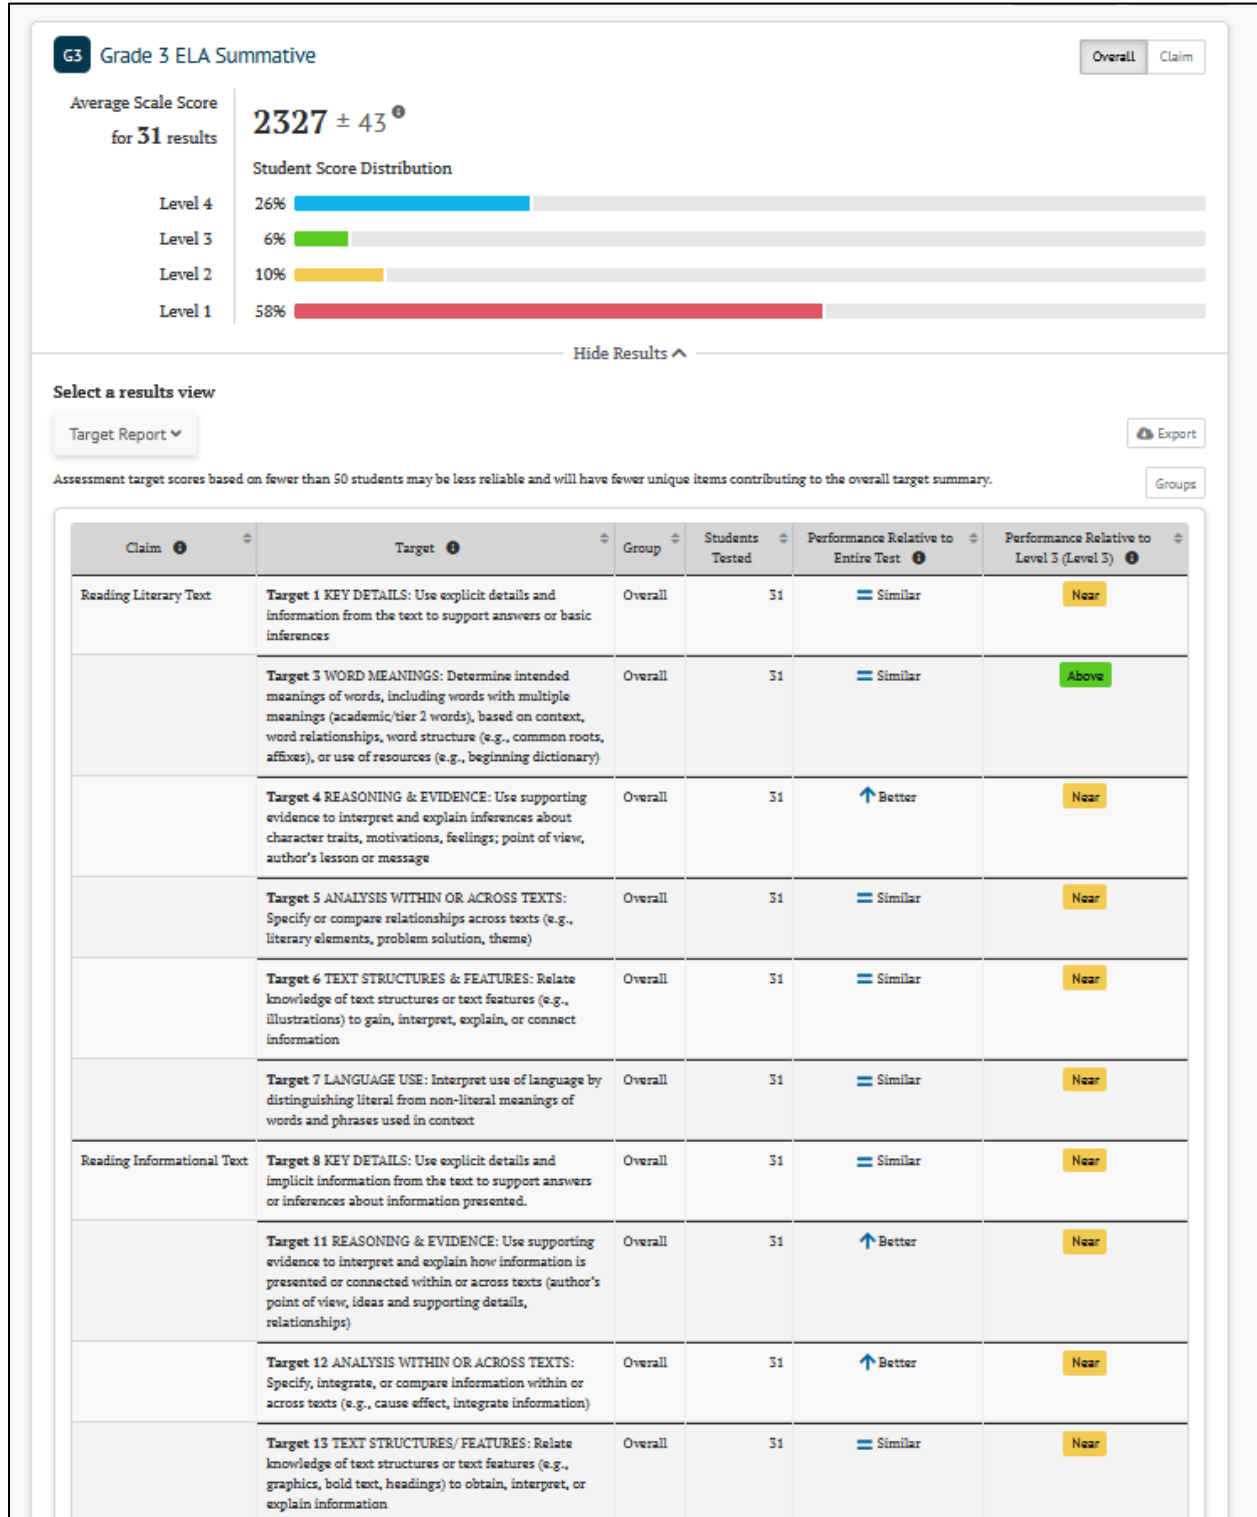 G3 Grade 3 ELA Summative
Overall Claim
Average Scale Score
for 31 results
2327 ± 43
Student Score Distribution
Level 4 26%
Level 3 6%
Level 2 10%
Level 1 58%
Hide Results
Select a results view
Target Report
Export
Assessment target scores based on fewer than 50 students may be less reliable and will have fewer unique items contributing to the overall target summary.
Groups
Claim Target Group Students Tested Performance Relative to Entire Test Performance Relative to Level 3 (Level 3)
Reading Literary Text
Target 1 KEY DETAILS: Use explicit details and
information from the text to support answers or basic
inferences
Overall 31 Similar Near
Target 3 WORD MEANINGS: Determine intended
meanings of words, including words with multiple
meanings (academic/tier 2 words), based on context,
word relationships, word structure (e.g., common roots,
affixes), or use of resources (e.g., beginning dictionary)
Overall 31 Similar Above
Target 4 REASONING & EVIDENCE: Use supporting
evidence to interpret and explain inferences about
character traits, motivations, feelings; point of view,
author's lesson or message
Overall 31 Better Near
Target 5 ANALYSIS WITHIN OR ACROSS TEXTS:
Specify or compare relationships across texts (e.g.,
literary elements, problem solution, theme)
Overall 31 Similar Near
Target 6 TEXT STRUCTURES & FEATURES: Relate
knowledge of text structures or text features (e.g.,
illustrations) to gain, interpret, explain, or connect
information
Overall 31 Similar Near
Target 7 LANGUAGE USE: Interpret use of language by
distinguishing literal from non-literal meanings of
words and phrases used in context
Overall 31 Similar Near
Reading Informational Text
Target 8 KEY DETAILS: Use explicit details and
implicit information from the text to support answers
or inferences about information presented.
Overall 31 Similar Near
Target 11 REASONING & EVIDENCE: Use supporting
evidence to interpret and explain how information is
presented or connected within or across texts (author's
point of view, ideas and supporting details,
relationships)
Overall 31 Better Near
Target 12 ANALYSIS WITHIN OR ACROSS TEXTS:
Specify, integrate, or compare information within or
across texts (e.g., cause effect, integrate information)
Overall 31 Better Near
Target 13 TEXT STRUCTURES/ FEATURES: Relate
knowledge of text structures or text features (e.g.,
graphics, bold text, headings) to obtain, interpret, or
explain information
Overall 31 Similar Near